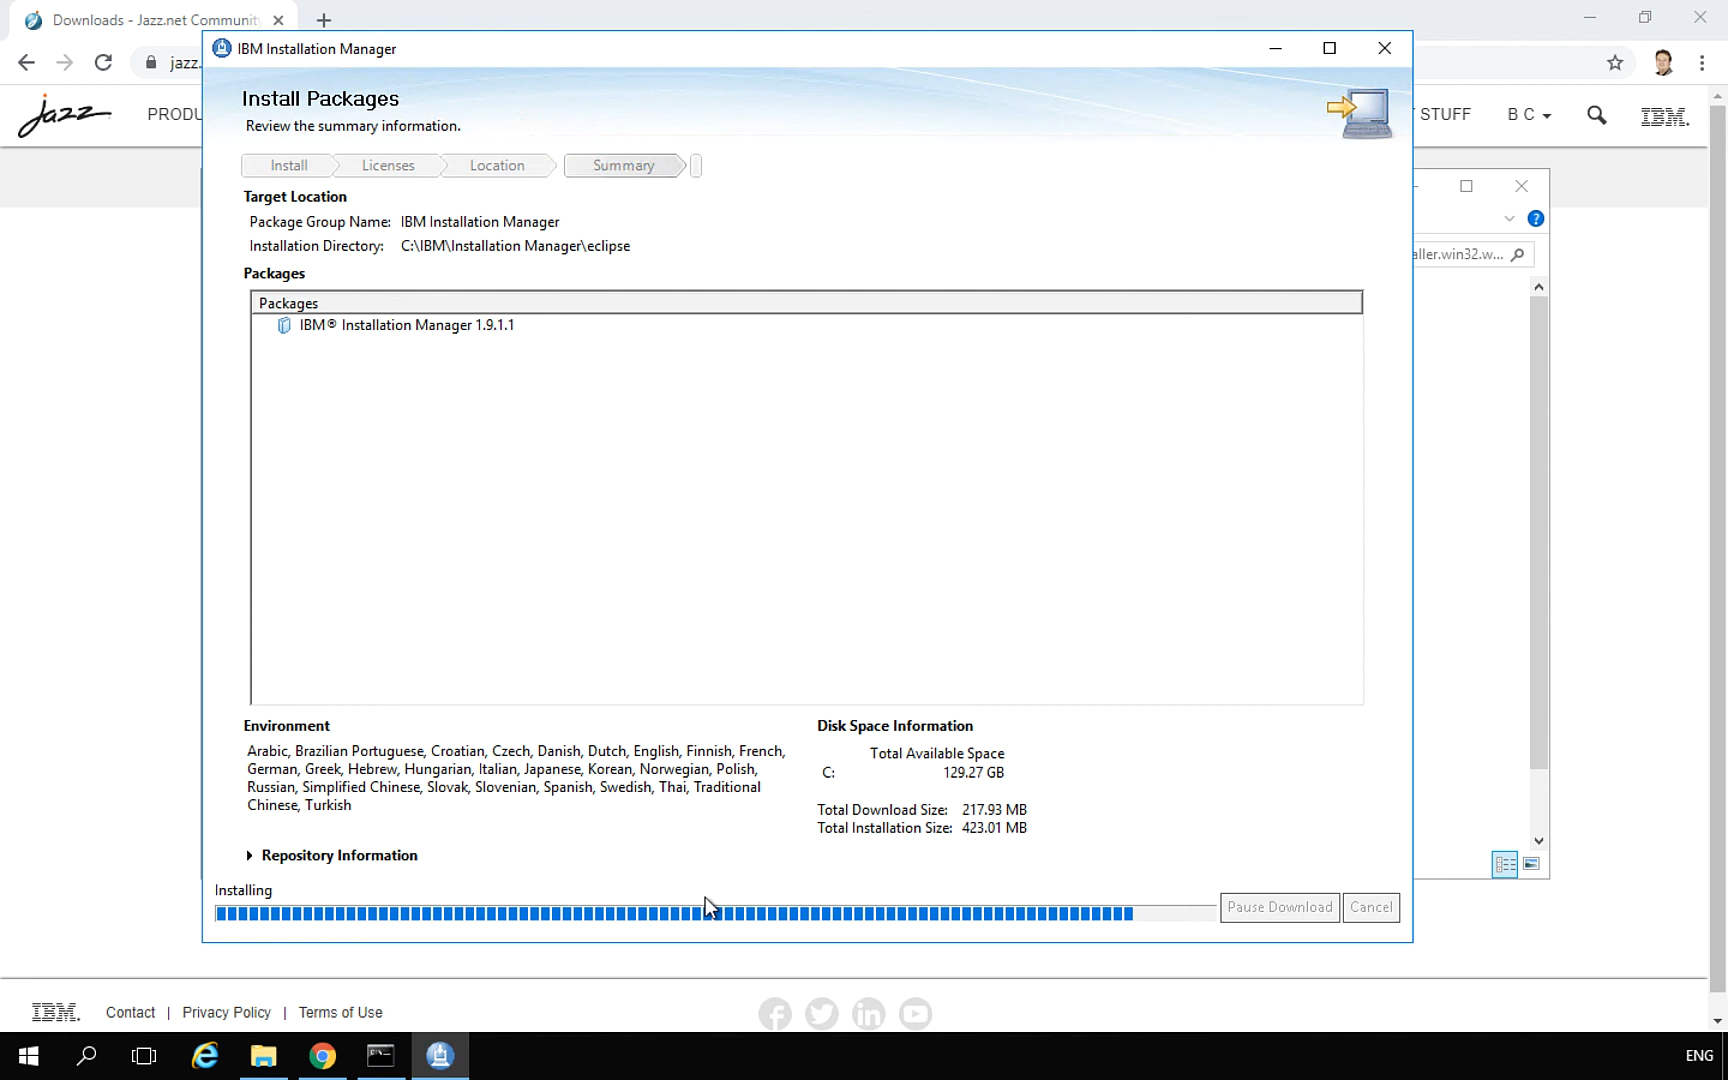 Downloads - Jazz.net Communit
IBM Installation Manager
jazz.
Install Packages
Review the summary information.
jazz
PRODU
T STUFF
B C
IBM.
Install
Licenses
Location
Summary
Target Location
Package Group Name: IBM Installation Manager
Installation Directory: C:\IBM\Installation Manager\eclipse
aller.win32.w...
Packages
Packages
IBM® Installation Manager 1.9.1.1
Environment
Arabic, Brazilian Portuguese, Croatian, Czech, Danish, Dutch, English, Finnish, French,
German, Greek, Hebrew, Hungarian, Italian, Japanese, Korean, Norwegian, Polish,
Russian, Simplified Chinese, Slovak, Slovenian, Spanish, Swedish, Thai, Traditional
Chinese, Turkish
Disk Space Information
Total Available Space
C: 129.27 GB
Total Download Size: 217.93 MB
Total Installation Size: 423.01 MB
Repository Information
Installing
Pause Download
Cancel
IBM.
Contact | Privacy Policy | Terms of Use
ENG